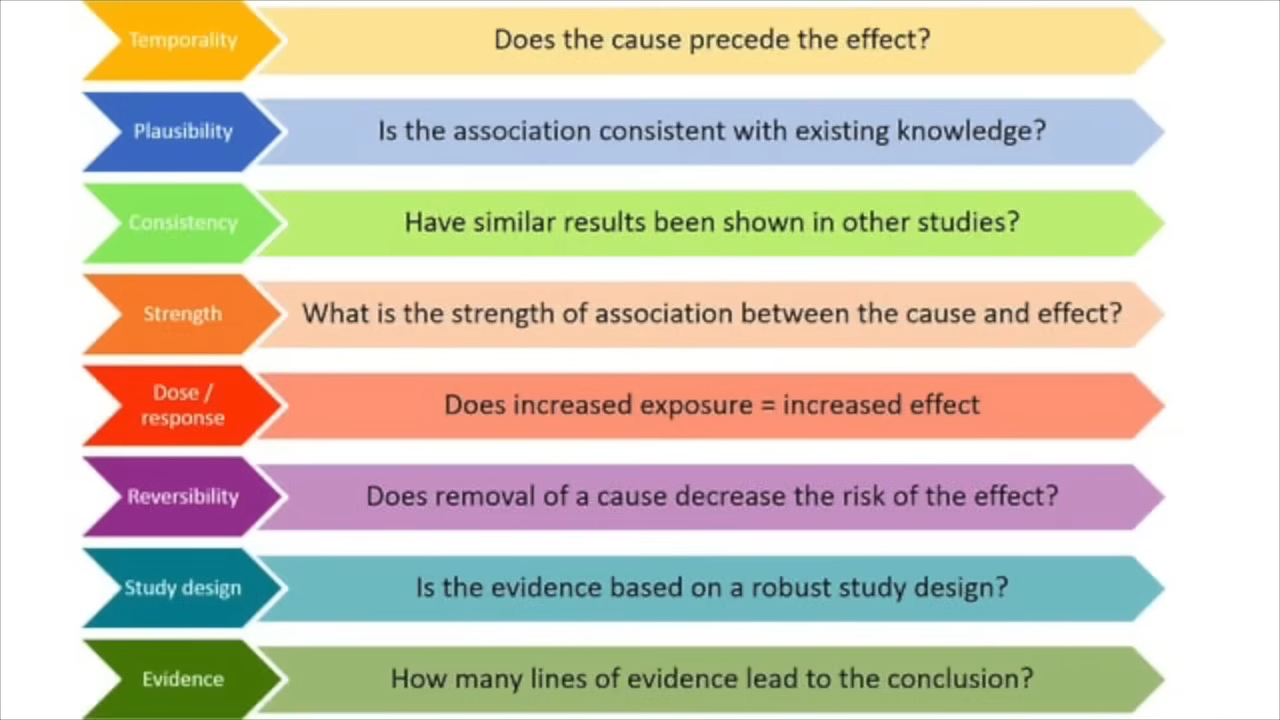 Temporality
Does the cause precede the effect?
Plausibility
Is the association consistent with existing knowledge?
Consistency
Have similar results been shown in other studies?
Strength
What is the strength of association between the cause and effect?
Dose /
response
Does increased exposure = increased effect
Reversibility
Does removal of a cause decrease the risk of the effect?
Study design
Is the evidence based on a robust study design?
Evidence
How many lines of evidence lead to the conclusion?